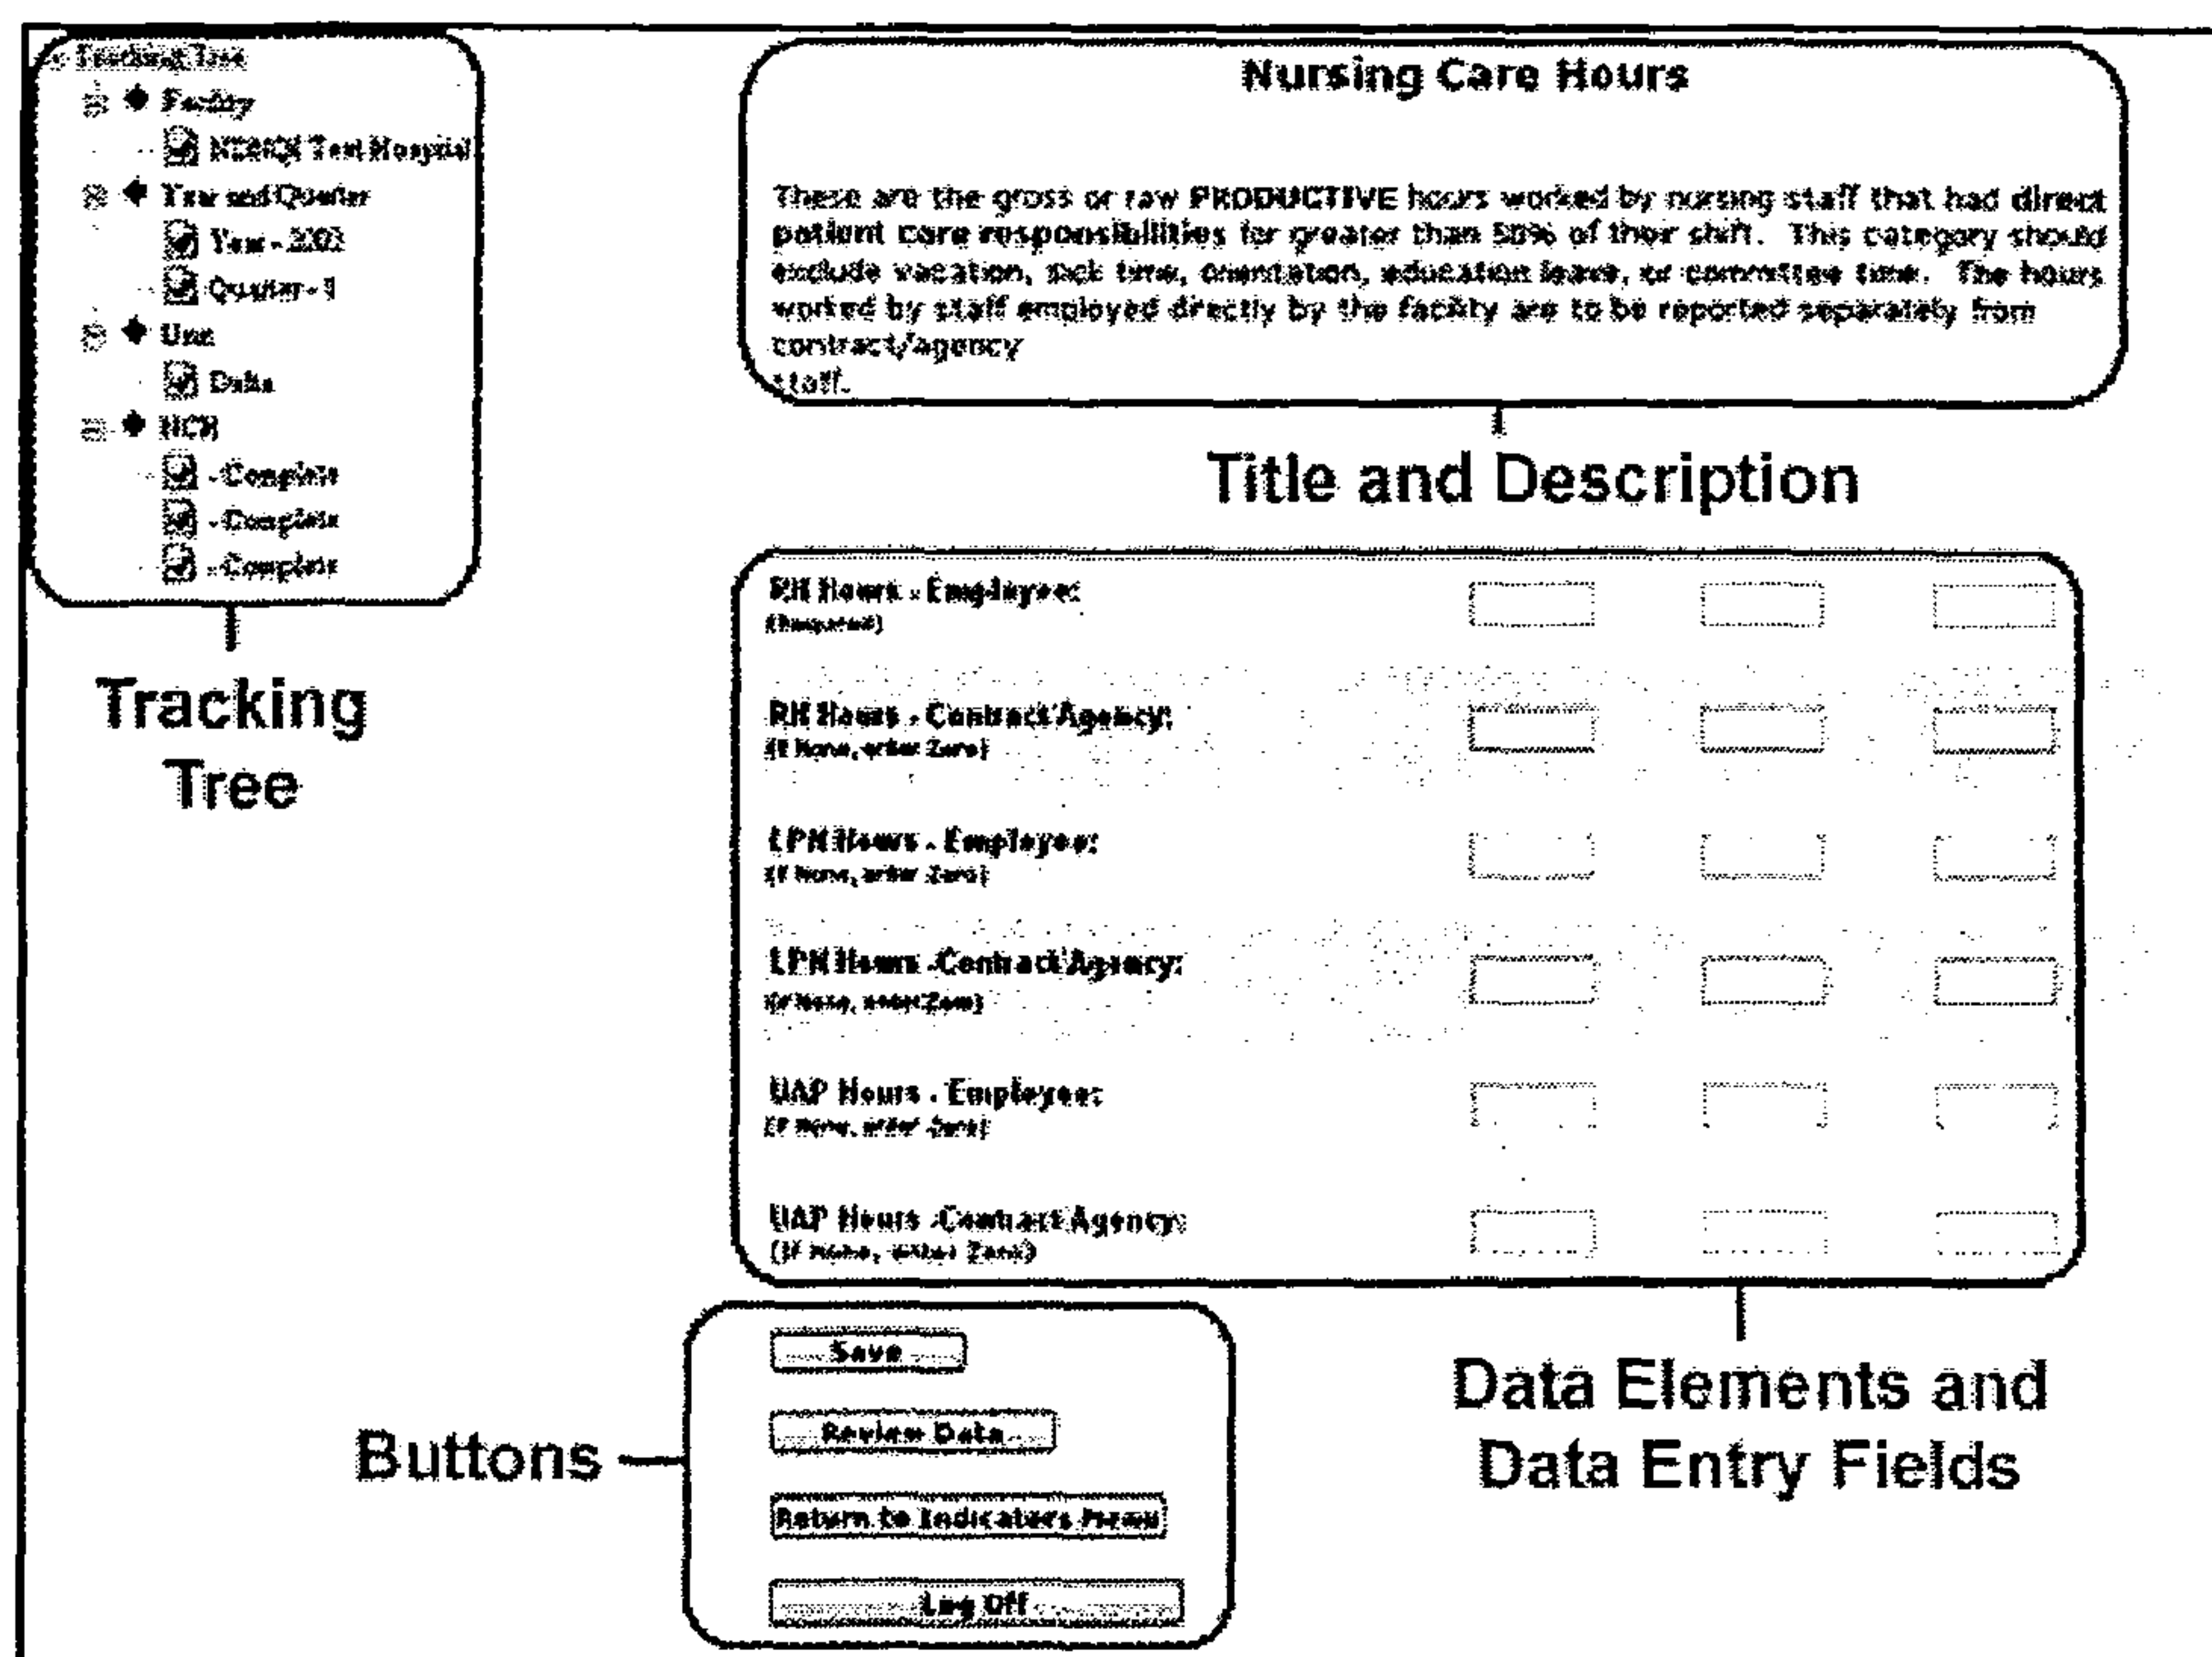 Tracking Tree
Facility
Test Hospital
Year and Quarter
Year - 2002
Quarter - 1
Unit
Delta
NCH
- Complete
- Complete
- Complete
Tracking
Tree
Nursing Care Hours
These are the gross or raw PRODUCTIVE hours worked by nursing staff that had direct
patient care responsibilities for greater than 50% of their shift. This category should
exclude vacation, sick time, orientation, education leave, or committee time. The hours
worked by staff employed directly by the facility are to be reported separately from
contract/agency
staff.
Title and Description
RN Hours - Employee:
(Required)
RN Hours - Contract Agency:
(If None, enter Zero)
LPN Hours - Employee:
(If None, enter Zero)
LPN Hours -Contract Agency:
(If None, enter Zero)
UAP Hours - Employee:
(If None, enter Zero)
UAP Hours -Contract Agency:
(If None, enter Zero)
Data Elements and
Data Entry Fields
Buttons
Save
Review Data
Return to Indicators Menu
Log Off